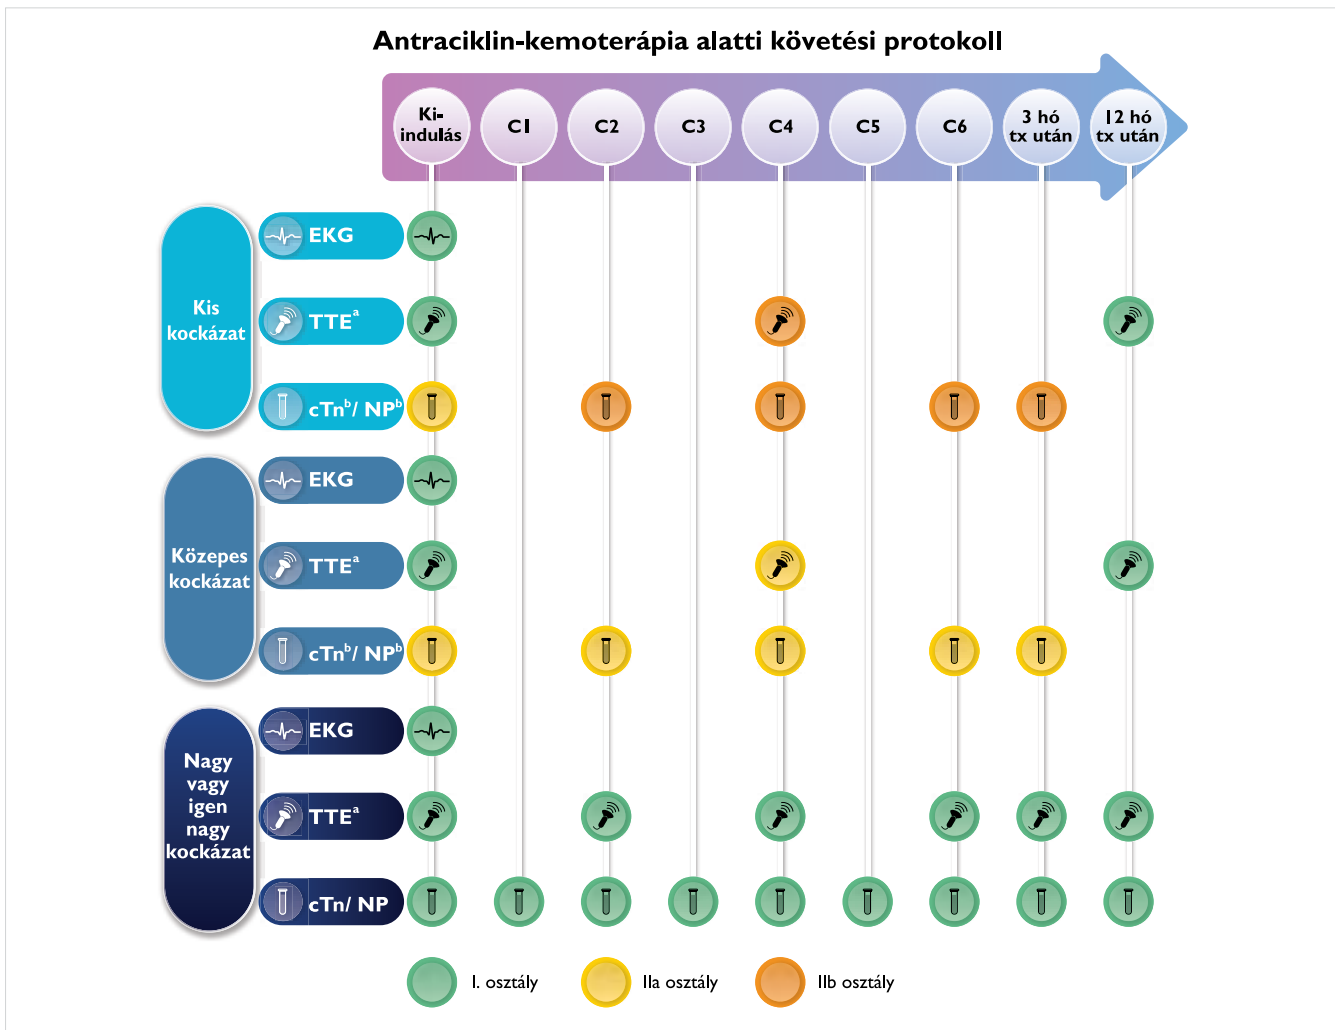 Antraciklin-kemoterápia alatti követési protokoll
Ki-
indulás
C1
C2
C3
C4
C5
C6
3 hó
tx után
12 hó
tx után
Kis
kockázat
EKG
TTEᵃ
cTnᵇ/ NPᵇ
Közepes
kockázat
EKG
TTEᵃ
cTnᵇ/ NPᵇ
Nagy
vagy
igen
nagy
kockázat
EKG
TTEᵃ
cTn/ NP
I. osztály
IIa osztály
IIb osztály